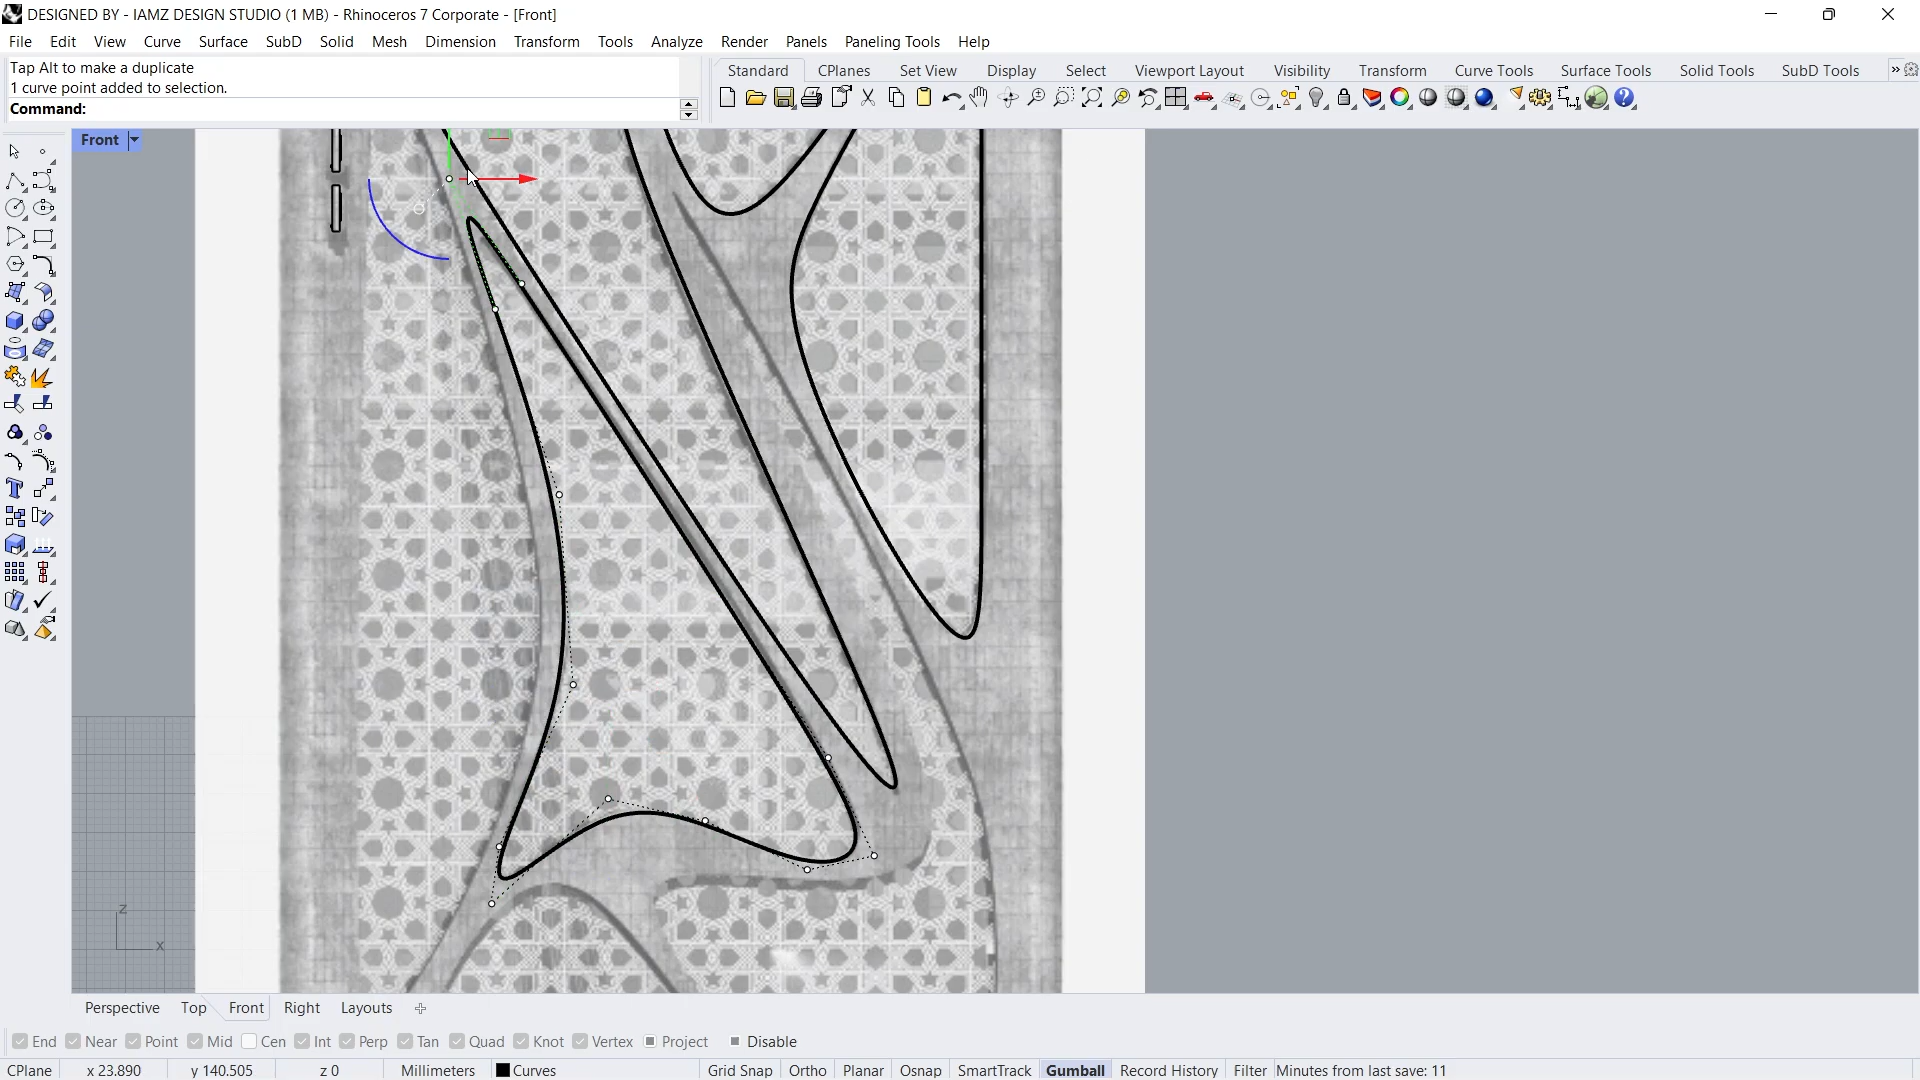 DESIGNED BY - IAMZ DESIGN STUDIO (1 MB) - Rhinoceros 7 Corporate - [Front]
File Edit View Curve Surface SubD Solid Mesh Dimension Transform Tools Analyze Render Panels Paneling Tools Help
Tap Alt to make a duplicate
1 curve point added to selection.
Command:
Standard CPlanes Set View Display Select Viewport Layout Visibility Transform Curve Tools Surface Tools Solid Tools SubD Tools »
Front
z
x
Perspective Top Front Right Layouts
End Near Point Mid Cen Int Perp Tan Quad Knot Vertex Project Disable
CPlane x 23.890 y 140.505 z 0 Millimeters Curves Grid Snap Ortho Planar Osnap SmartTrack Gumball Record History Filter Minutes from last save: 11